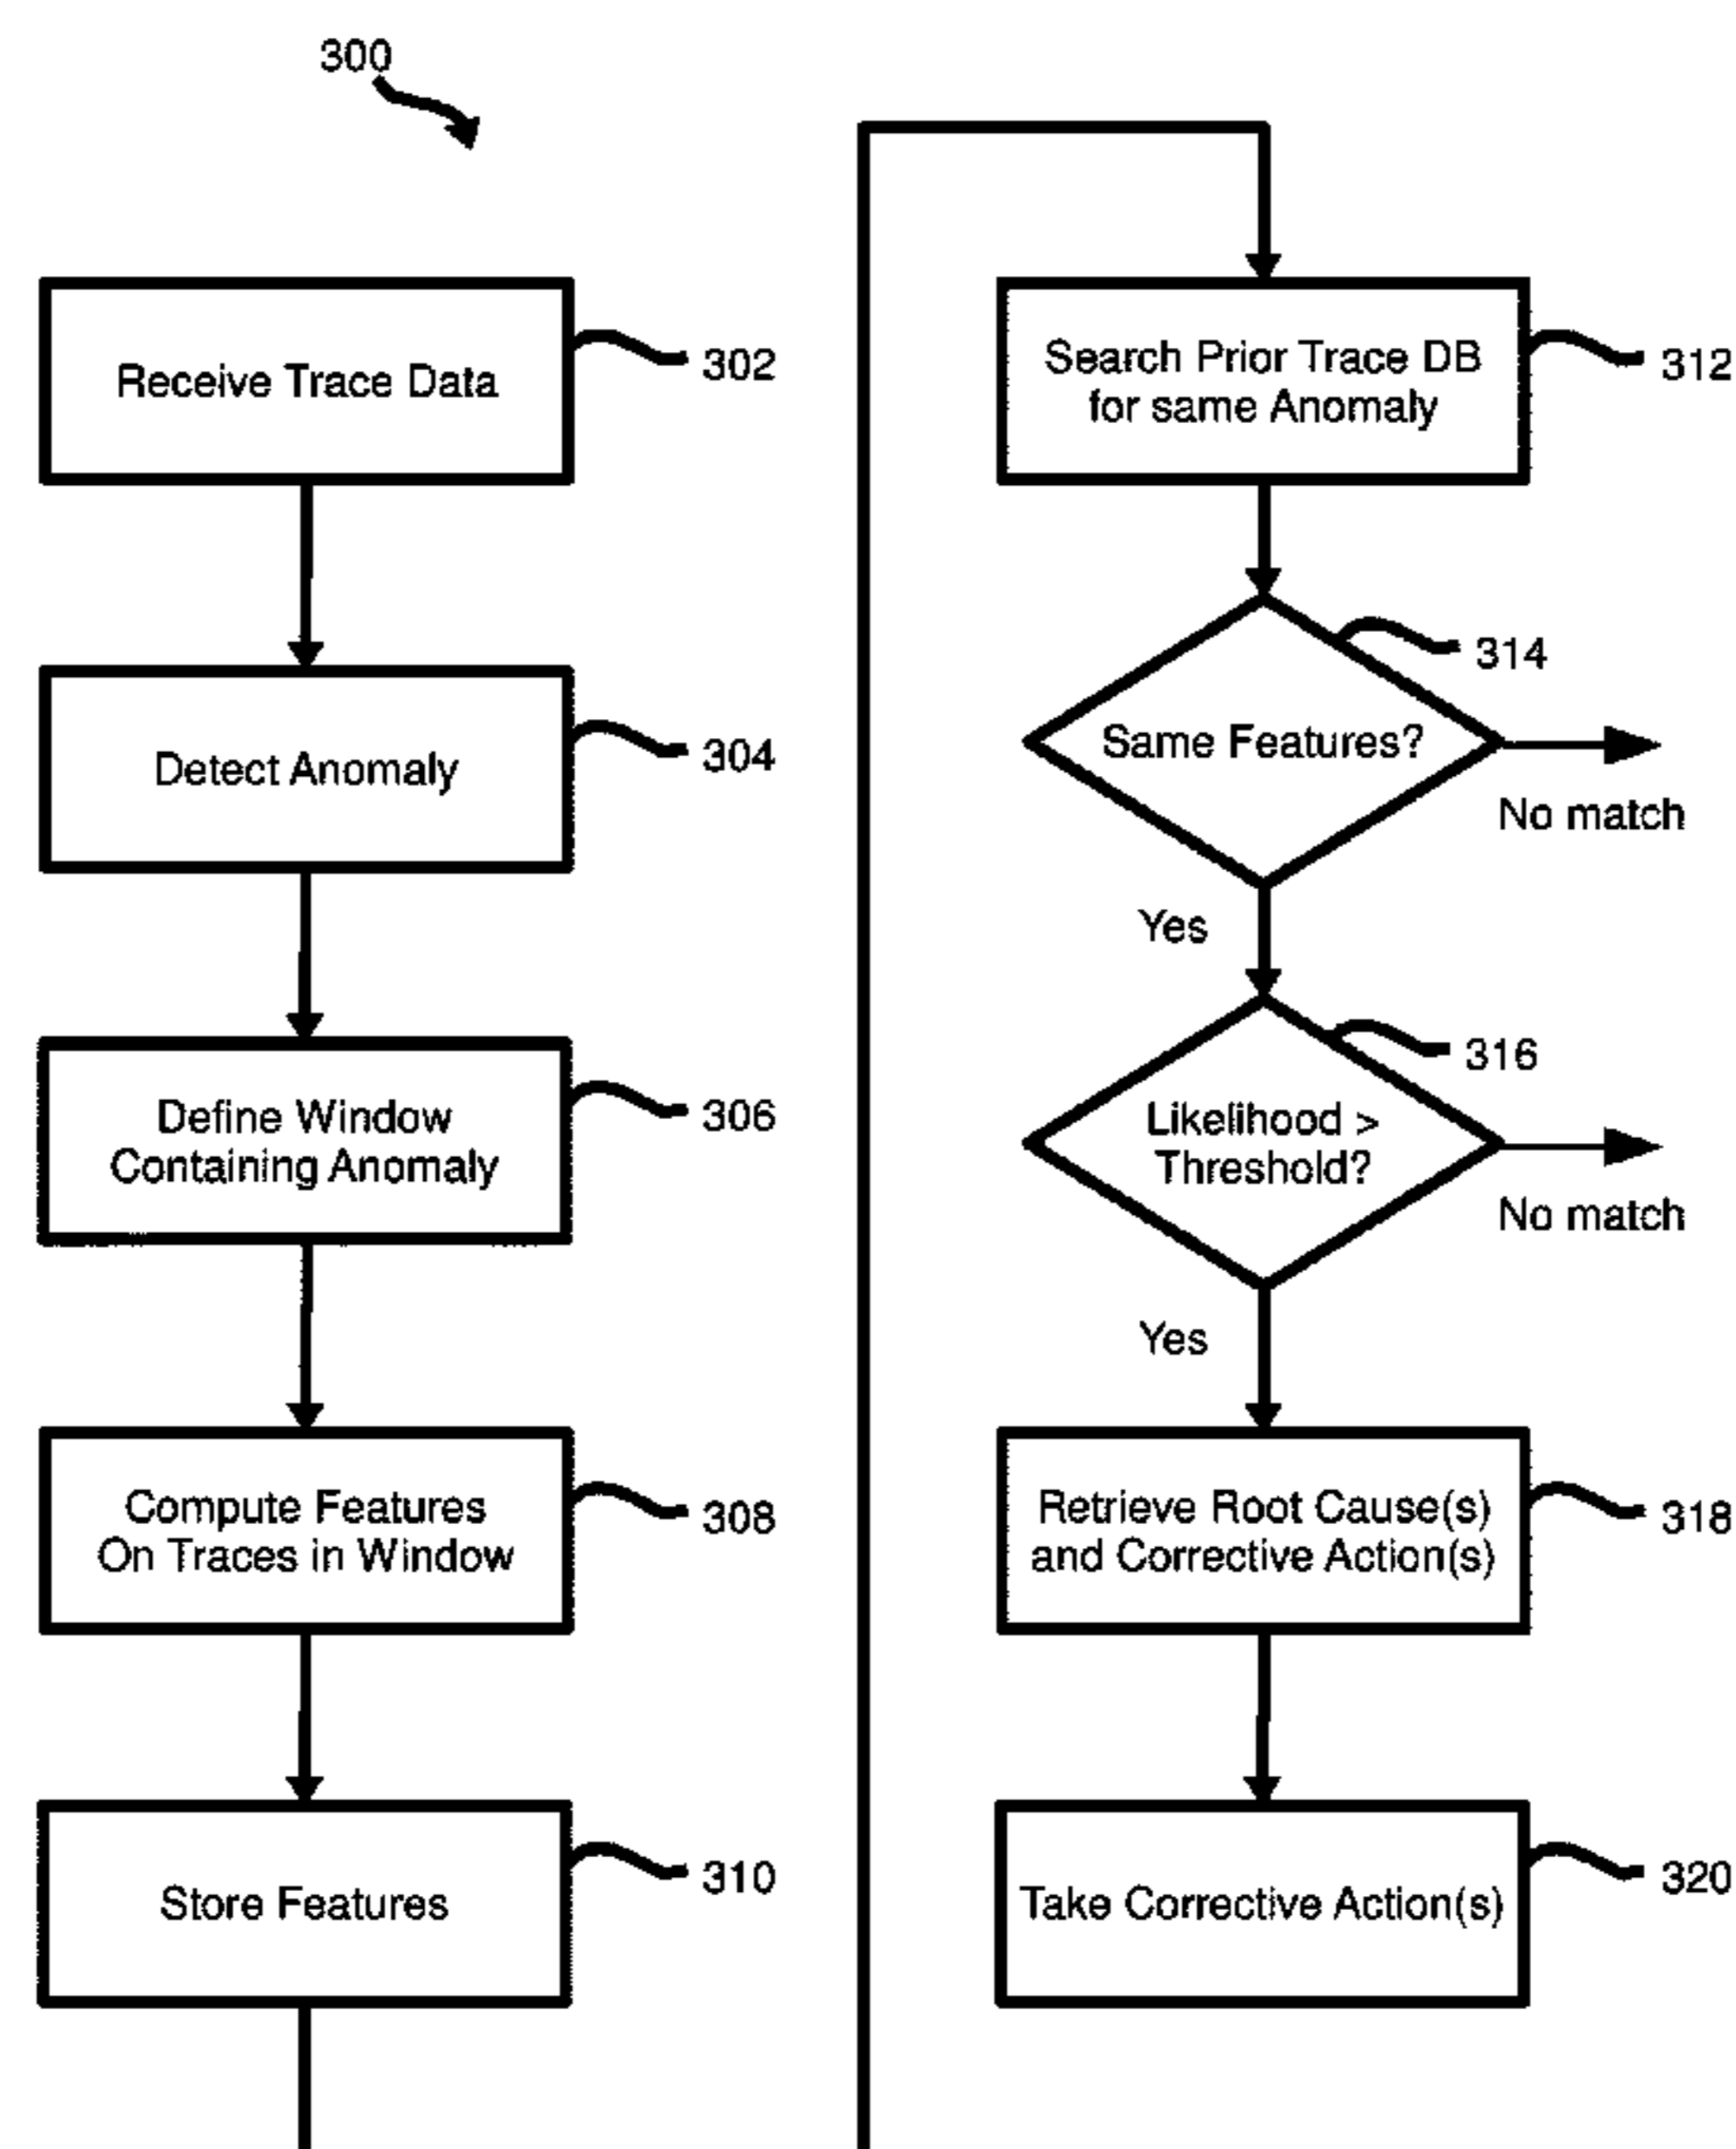 300
Receive Trace Data
302
Detect Anomaly
304
Define Window
Containing Anomaly
306
Compute Features
On Traces in Window
308
Store Features
310
Search Prior Trace DB
for same Anomaly
312
314
Same Features?
No match
Yes
316
Likelihood >
Threshold?
No match
Yes
Retrieve Root Cause(s)
and Corrective Action(s)
318
Take Corrective Action(s)
320